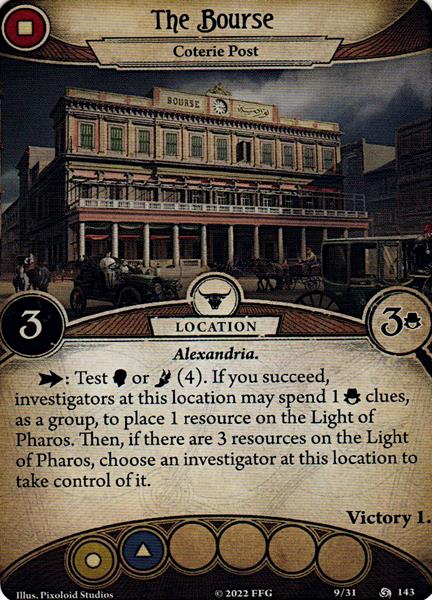 The Bourse
Coterie Post
BOURSE
3
3
LOCATION
Alexandria.
: Test or (4). If you succeed,
investigators at this location may spend 1 clues,
as a group, to place 1 resource on the Light of
Pharos. Then, if there are 3 resources on the Light
of Pharos, choose an investigator at this location to
take control of it.
Victory 1.
Illus. Pixoloid Studios
© 2022 FFG
9/31
143